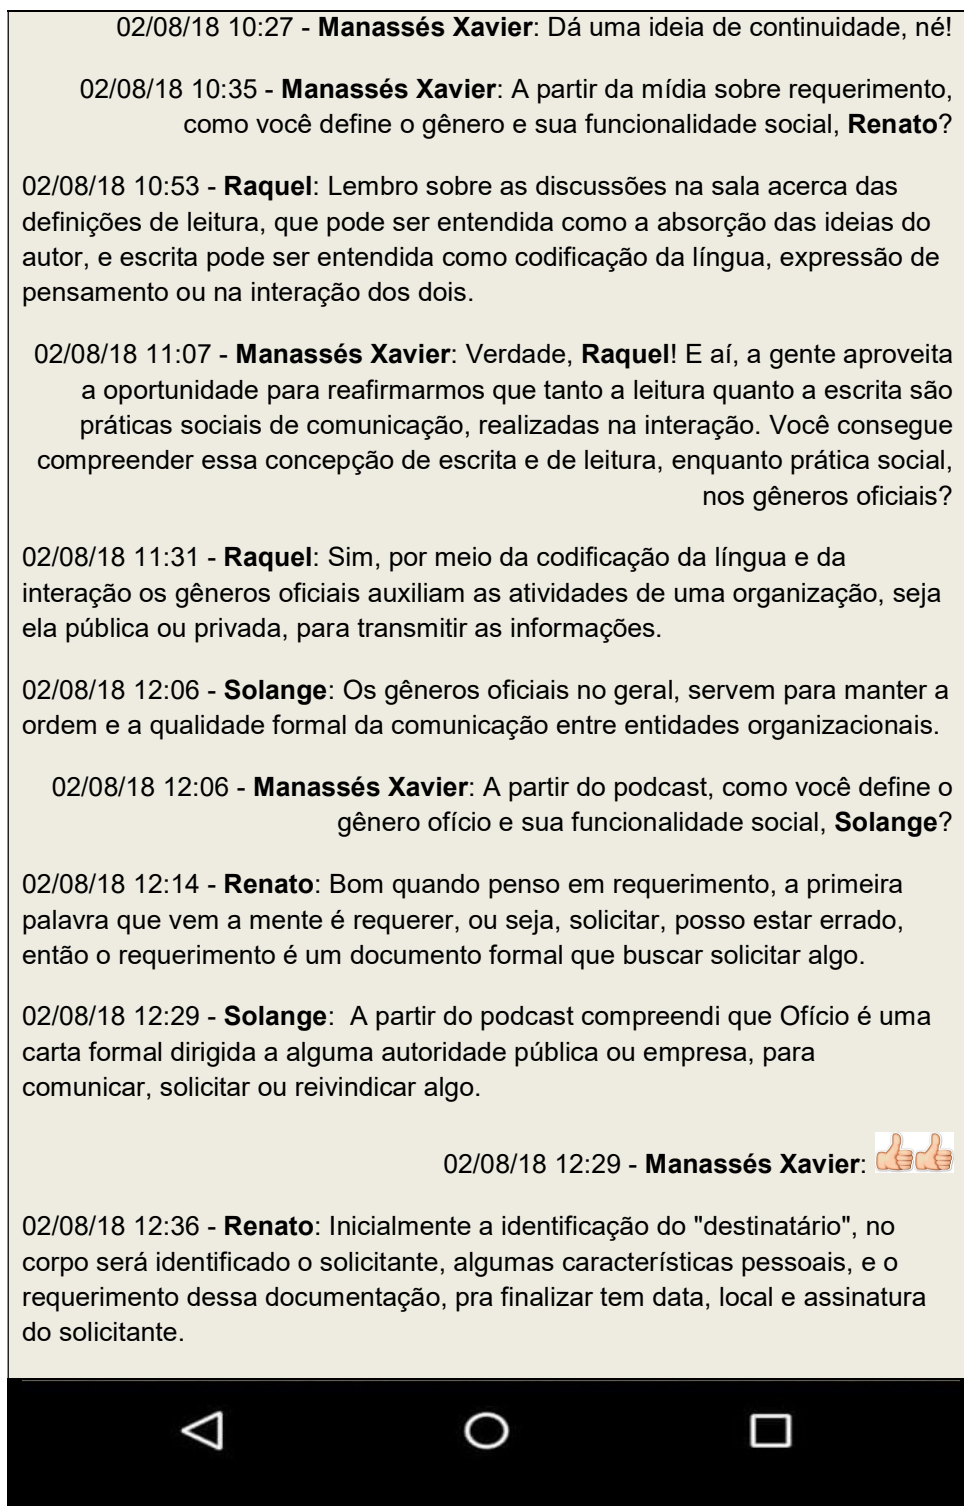 02/08/18 10:27 - Manassés Xavier: Dá uma ideia de continuidade, né!
02/08/18 10:35 - Manassés Xavier: A partir da mídia sobre requerimento,
como você define o gênero e sua funcionalidade social, Renato?
02/08/18 10:53 - Raquel: Lembro sobre as discussões na sala acerca das
definições de leitura, que pode ser entendida como a absorção das ideias do
autor, e escrita pode ser entendida como codificação da língua, expressão de
pensamento ou na interação dos dois.
02/08/18 11:07 - Manassés Xavier: Verdade, Raquel! E aí, a gente aproveita
a oportunidade para reafirmarmos que tanto a leitura quanto a escrita são
práticas sociais de comunicação, realizadas na interação. Você consegue
compreender essa concepção de escrita e de leitura, enquanto prática social,
nos gêneros oficiais?
02/08/18 11:31 - Raquel: Sim, por meio da codificação da língua e da
interação os gêneros oficiais auxiliam as atividades de uma organização, seja
ela pública ou privada, para transmitir as informações.
02/08/18 12:06 - Solange: Os gêneros oficiais no geral, servem para manter a
ordem e a qualidade formal da comunicação entre entidades organizacionais.
02/08/18 12:06 - Manassés Xavier: A partir do podcast, como você define o
gênero ofício e sua funcionalidade social, Solange?
02/08/18 12:14 - Renato: Bom quando penso em requerimento, a primeira
palavra que vem a mente é requerer, ou seja, solicitar, posso estar errado,
então o requerimento é um documento formal que buscar solicitar algo.
02/08/18 12:29 - Solange: A partir do podcast compreendi que Ofício é uma
carta formal dirigida a alguma autoridade pública ou empresa, para
comunicar, solicitar ou reivindicar algo.
02/08/18 12:29 - Manassés Xavier: 👍👍
02/08/18 12:36 - Renato: Inicialmente a identificação do "destinatário", no
corpo será identificado o solicitante, algumas características pessoais, e o
requerimento dessa documentação, pra finalizar tem data, local e assinatura
do solicitante.